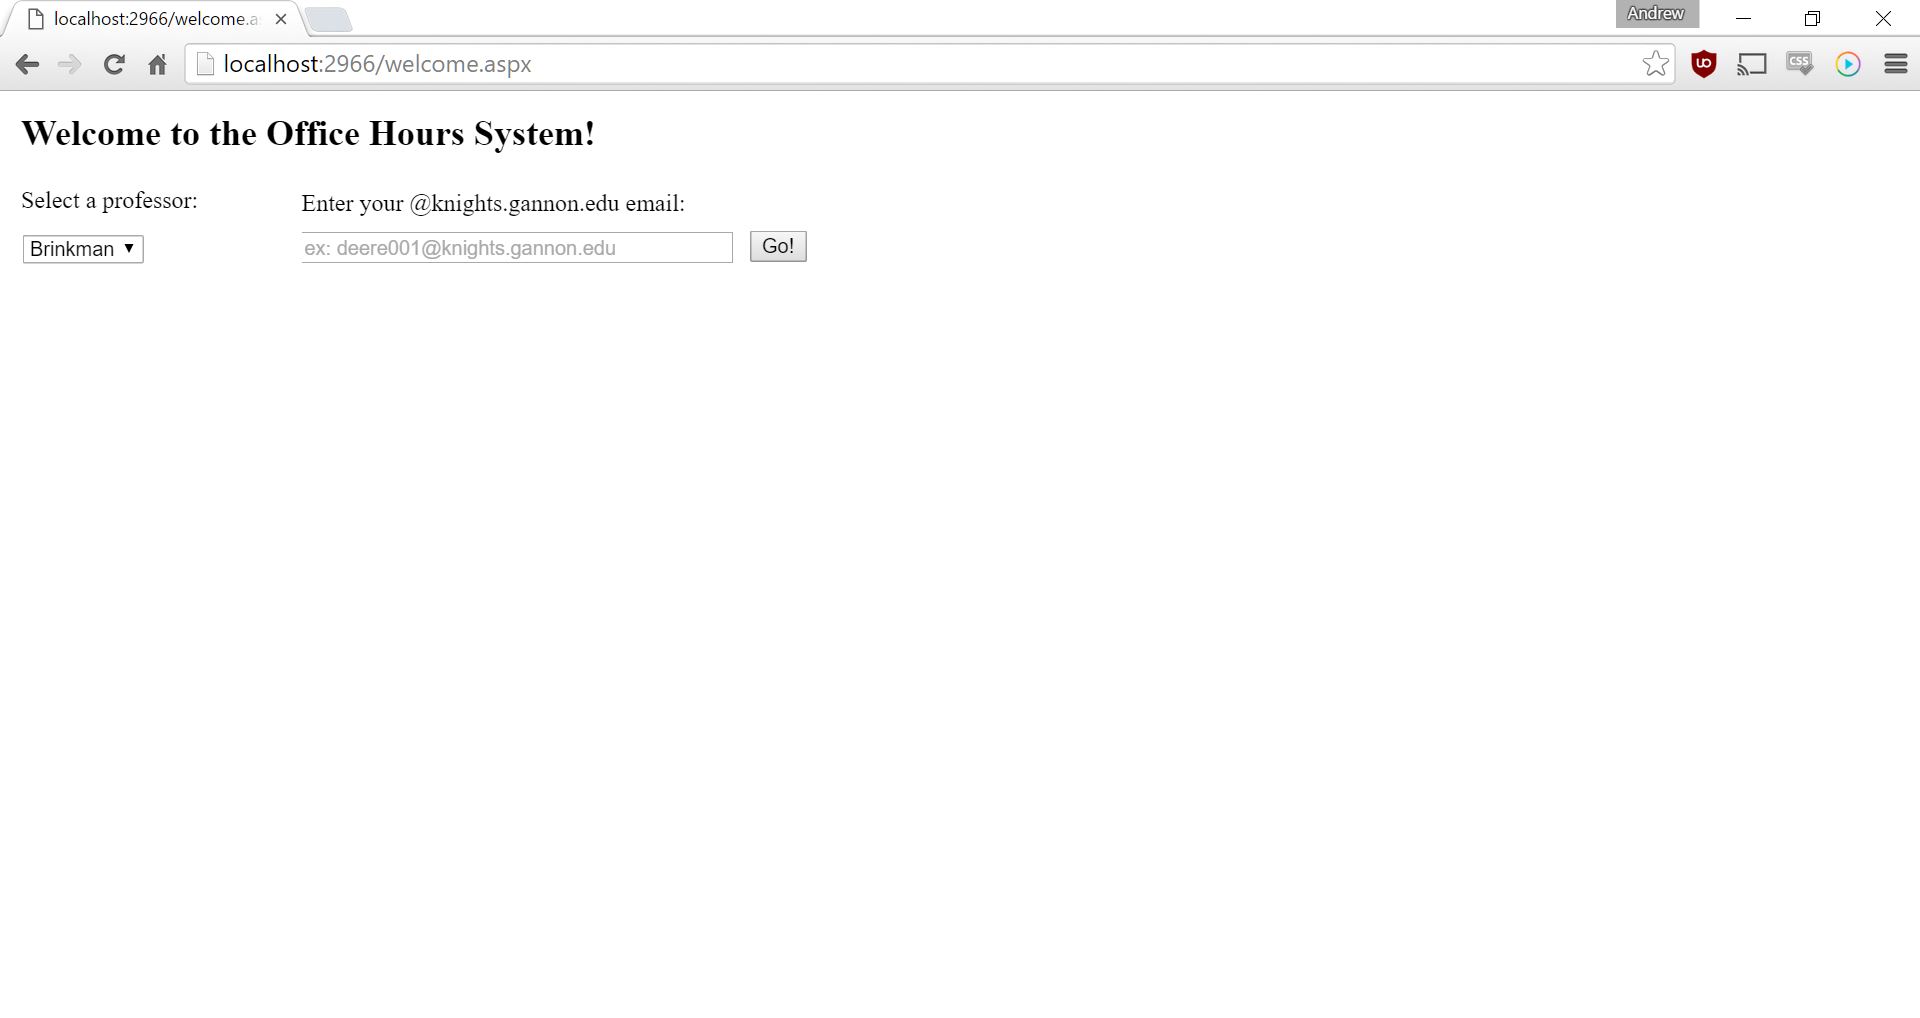 localhost:2966/welcome.a
Andrew
localhost:2966/welcome.aspx
CSS
Welcome to the Office Hours System!
Select a professor:
Enter your @knights.gannon.edu email:
Brinkman
ex: deere001@knights.gannon.edu
Go!